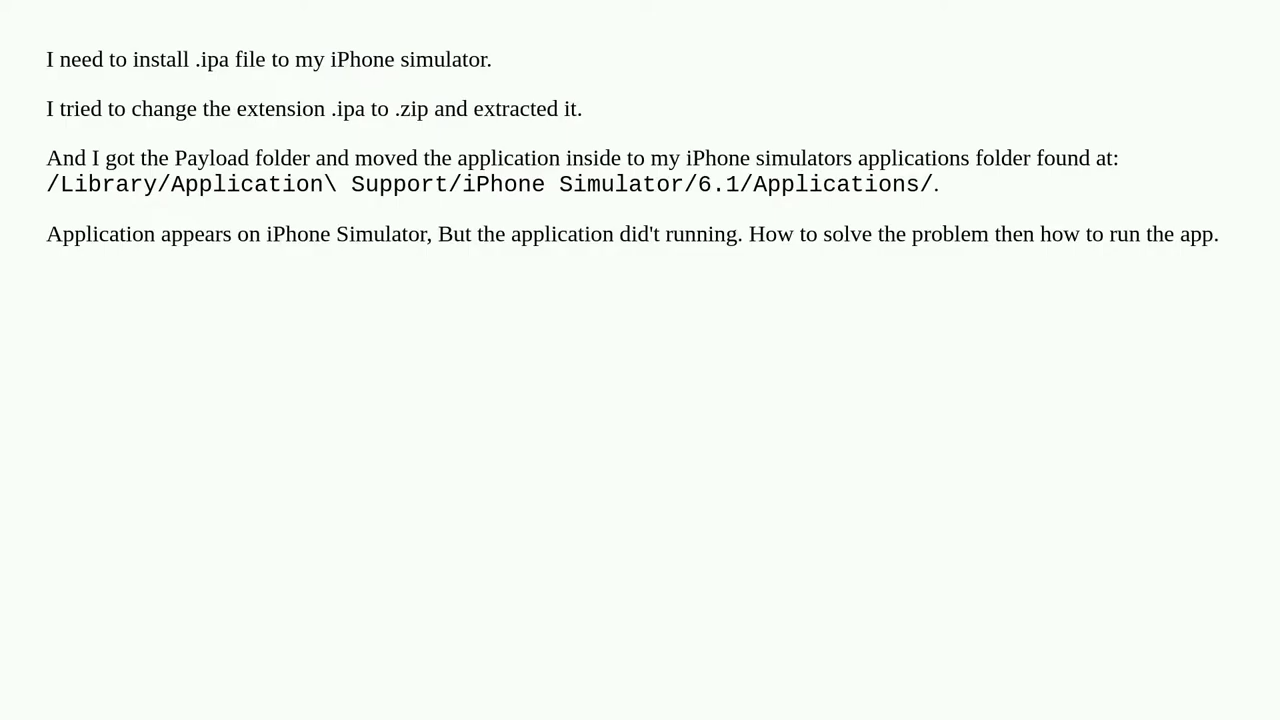 I need to install .ipa file to my iPhone simulator.
I tried to change the extension .ipa to .zip and extracted it.
And I got the Payload folder and moved the application inside to my iPhone simulators applications folder found at:
/Library/Application\ Support/iPhone Simulator/6.1/Applications/.
Application appears on iPhone Simulator, But the application did't running. How to solve the problem then how to run the app.